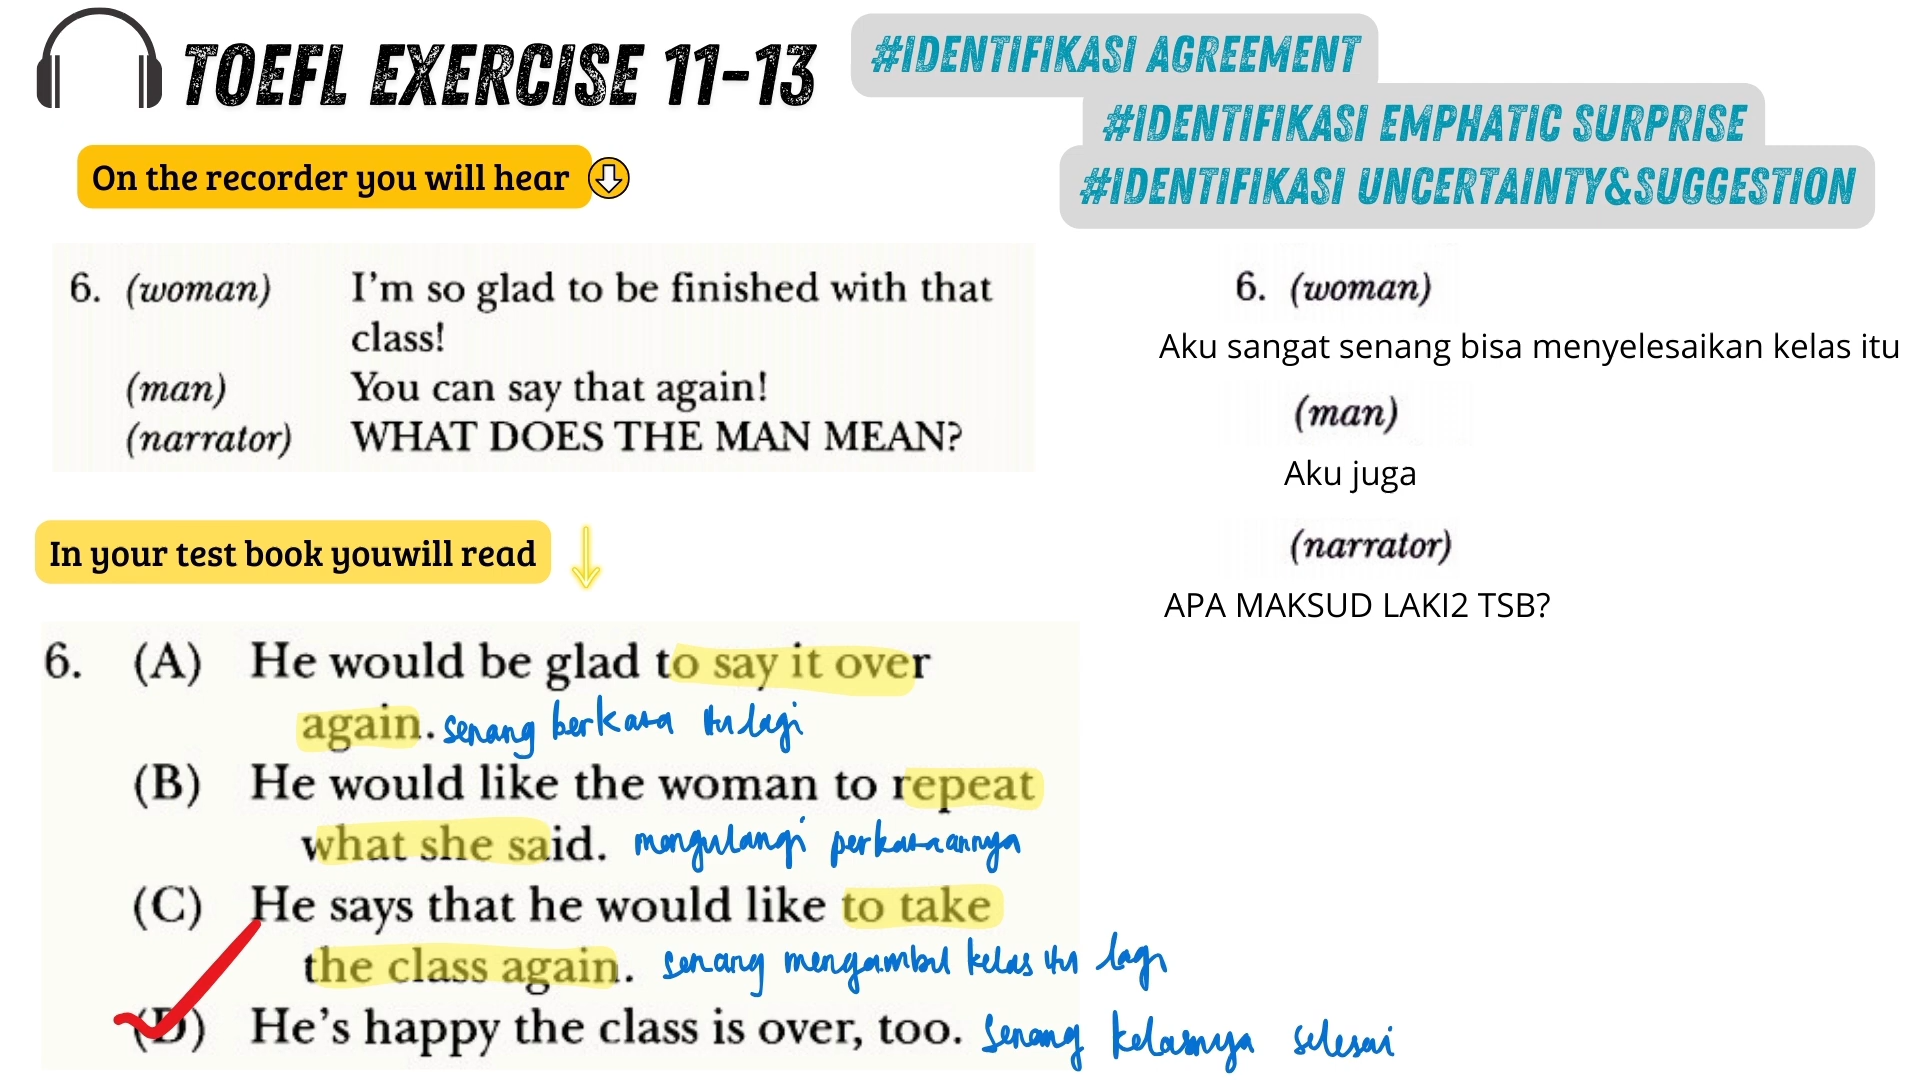 TOEFL EXERCISE 11-13
#IDENTIFIKASI AGREEMENT
#IDENTIFIKASI EMPHATIC SURPRISE
#IDENTIFIKASI UNCERTAINTY&SUGGESTION
On the recorder you will hear
6. (woman) I'm so glad to be finished with that
class!
(man) You can say that again!
(narrator) WHAT DOES THE MAN MEAN?
6. (woman)
Aku sangat senang bisa menyelesaikan kelas itu
(man)
Aku juga
(narrator)
APA MAKSUD LAKI2 TSB?
In your test book youwill read
6. (A) He would be glad to say it over
again. senang berkata itu lagi
(B) He would like the woman to repeat
what she said. mengulangi perkataannya
(C) He says that he would like to take
the class again. senang mengambil kelas itu lagi
(D) He's happy the class is over, too. senang kelasnya selesai